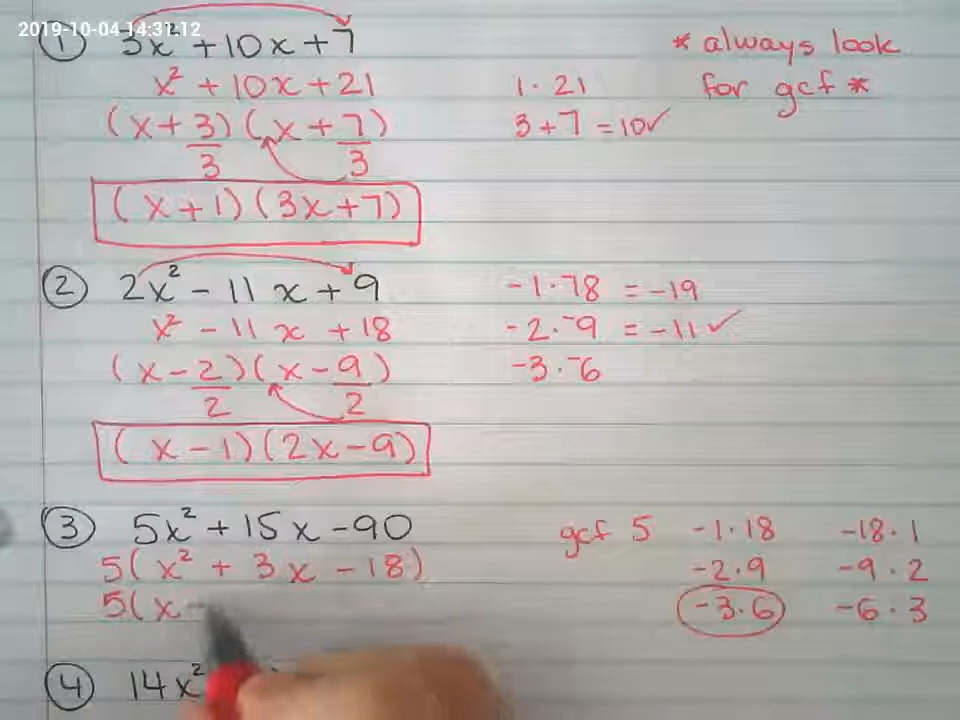 2019-10-04 14:31:12
① 3x² + 10x + 7
* always look
x² + 10x + 21
1 · 21
for gcf *
(x + 3)(x + 7)
3 + 7 = 10 ✓
3 3
(x + 1)(3x + 7)
② 2x² - 11x + 9
-1 · -18 = -19
x² - 11x + 18
-2 · -9 = -11 ✓
(x - 2)(x - 9)
-3 · -6
2 2
(x - 1)(2x - 9)
③ 5x² + 15x - 90
gcf 5 -1 · 18 -18 · 1
5(x² + 3x - 18)
-2 · 9 -9 · 2
5(x -
-3 · 6 -6 · 3
④ 14x²